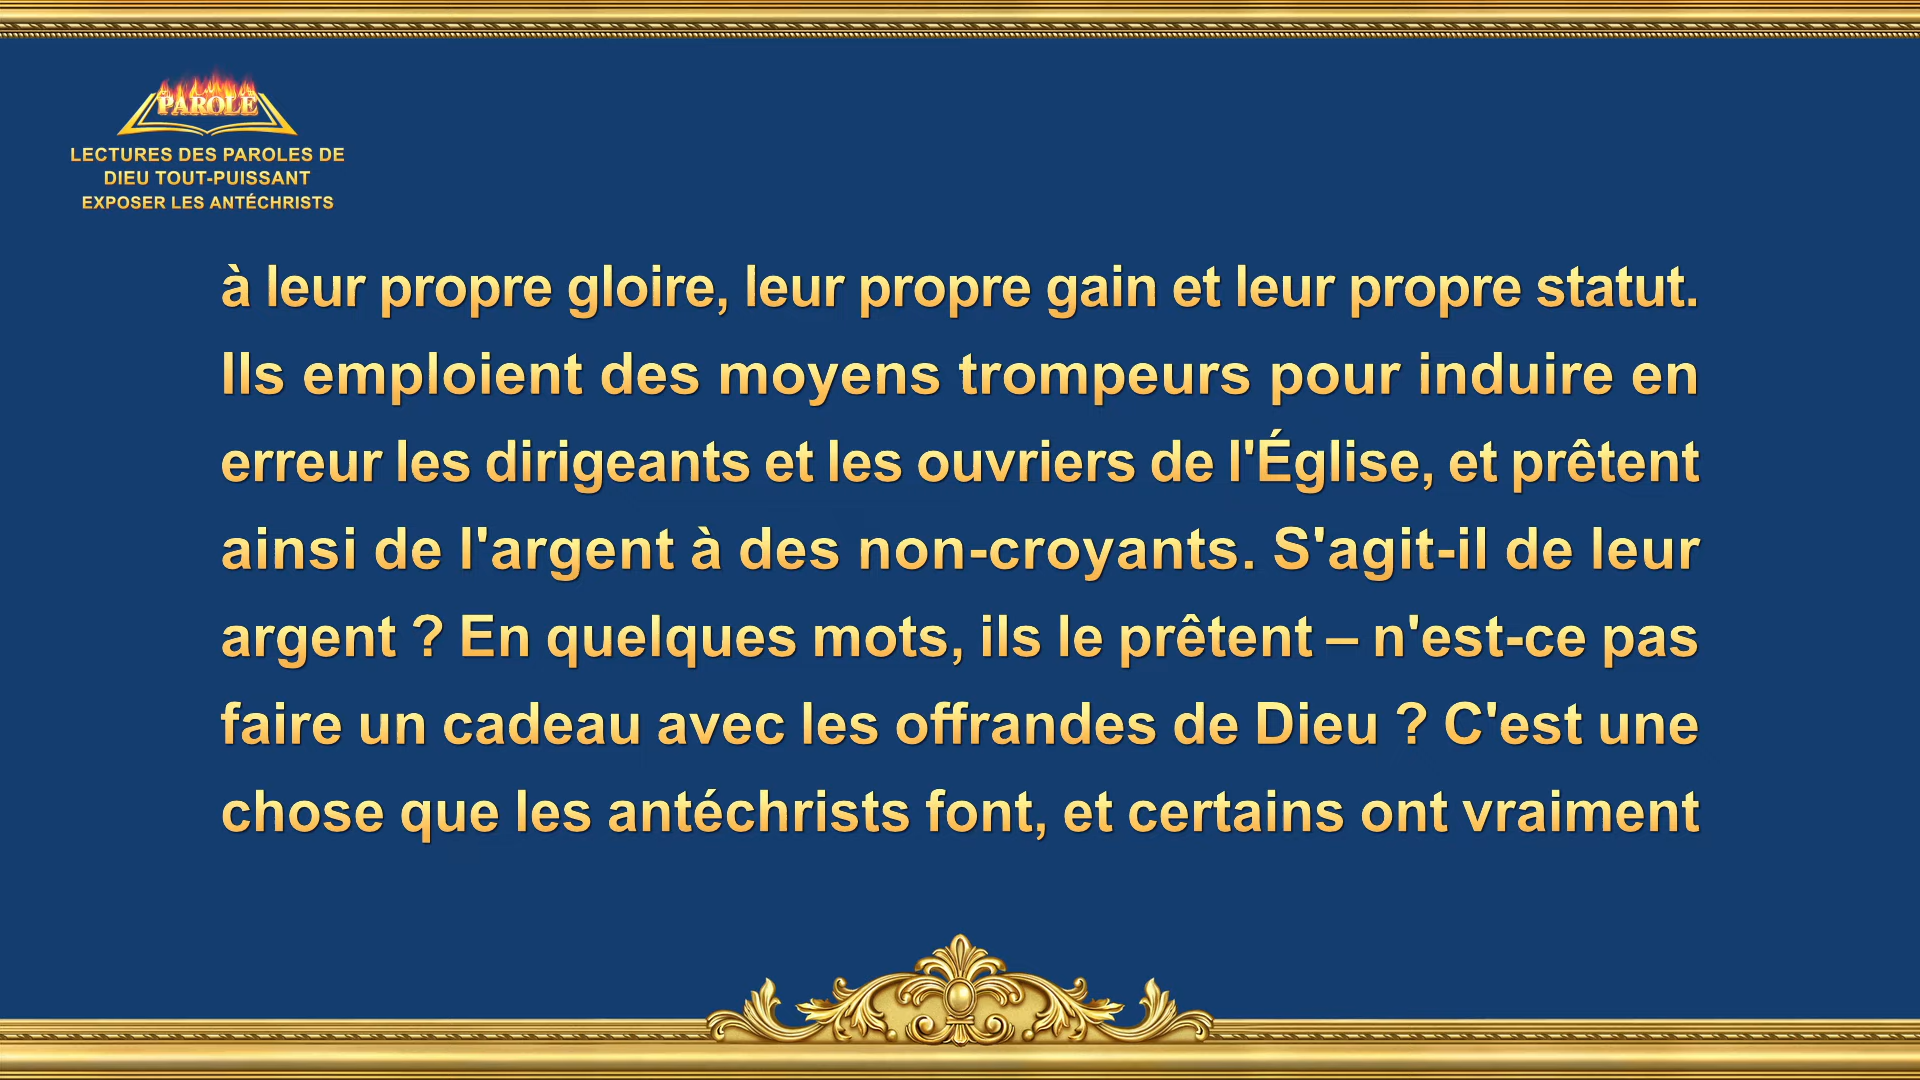 PAROLE
LECTURES DES PAROLES DE
DIEU TOUT-PUISSANT
EXPOSER LES ANTÉCHRISTS
à leur propre gloire, leur propre gain et leur propre statut.
Ils emploient des moyens trompeurs pour induire en
erreur les dirigeants et les ouvriers de l'Église, et prêtent
ainsi de l'argent à des non-croyants. S'agit-il de leur
argent ? En quelques mots, ils le prêtent – n'est-ce pas
faire un cadeau avec les offrandes de Dieu ? C'est une
chose que les antéchrists font, et certains ont vraiment